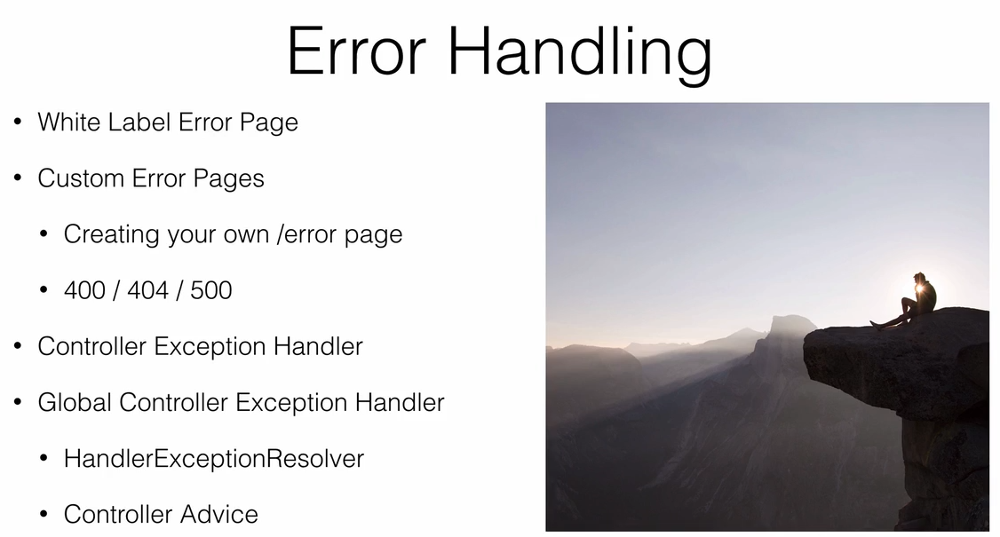 Error Handling
• White Label Error Page
• Custom Error Pages
• Creating your own /error page
• 400 / 404 / 500
• Controller Exception Handler
• Global Controller Exception Handler
• HandlerExceptionResolver
• Controller Advice